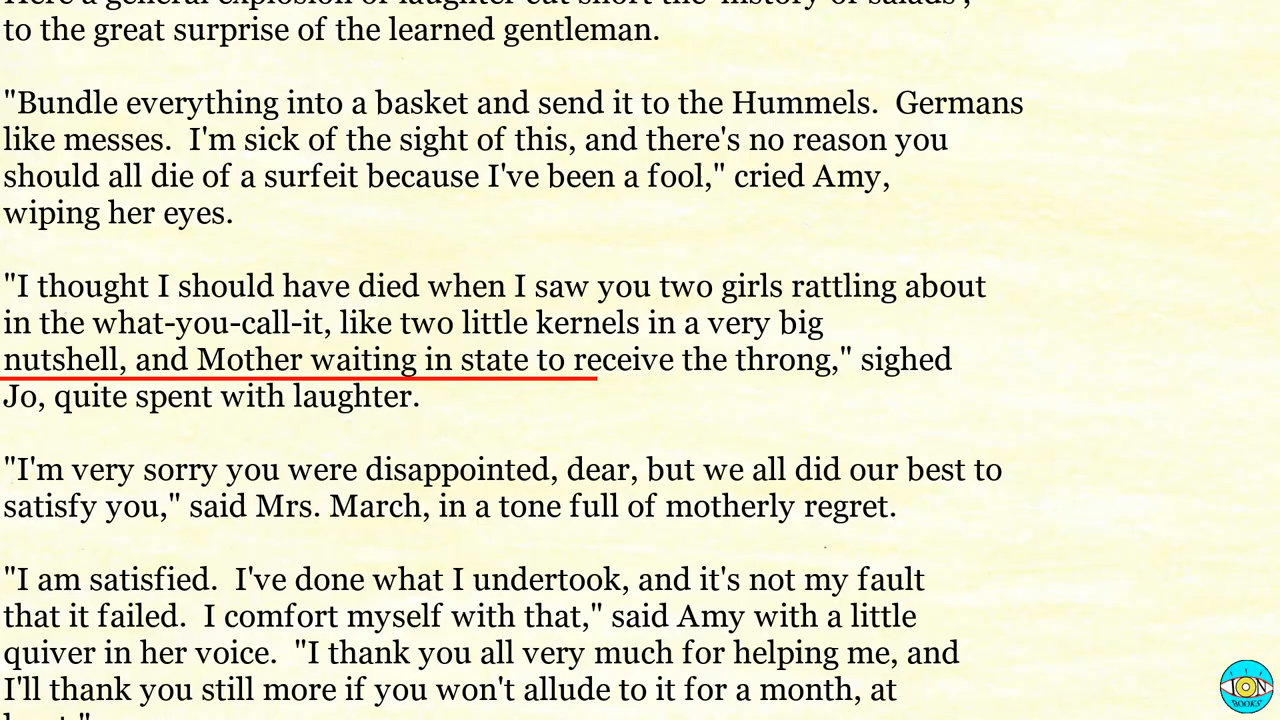 to the great surprise of the learned gentleman.
"Bundle everything into a basket and send it to the Hummels.  Germans
like messes.  I'm sick of the sight of this, and there's no reason you
should all die of a surfeit because I've been a fool," cried Amy,
wiping her eyes.
"I thought I should have died when I saw you two girls rattling about
in the what-you-call-it, like two little kernels in a very big
nutshell, and Mother waiting in state to receive the throng," sighed
Jo, quite spent with laughter.
"I'm very sorry you were disappointed, dear, but we all did our best to
satisfy you," said Mrs. March, in a tone full of motherly regret.
"I am satisfied.  I've done what I undertook, and it's not my fault
that it failed.  I comfort myself with that," said Amy with a little
quiver in her voice.  "I thank you all very much for helping me, and
I'll thank you still more if you won't allude to it for a month, at
ION
BOOKS